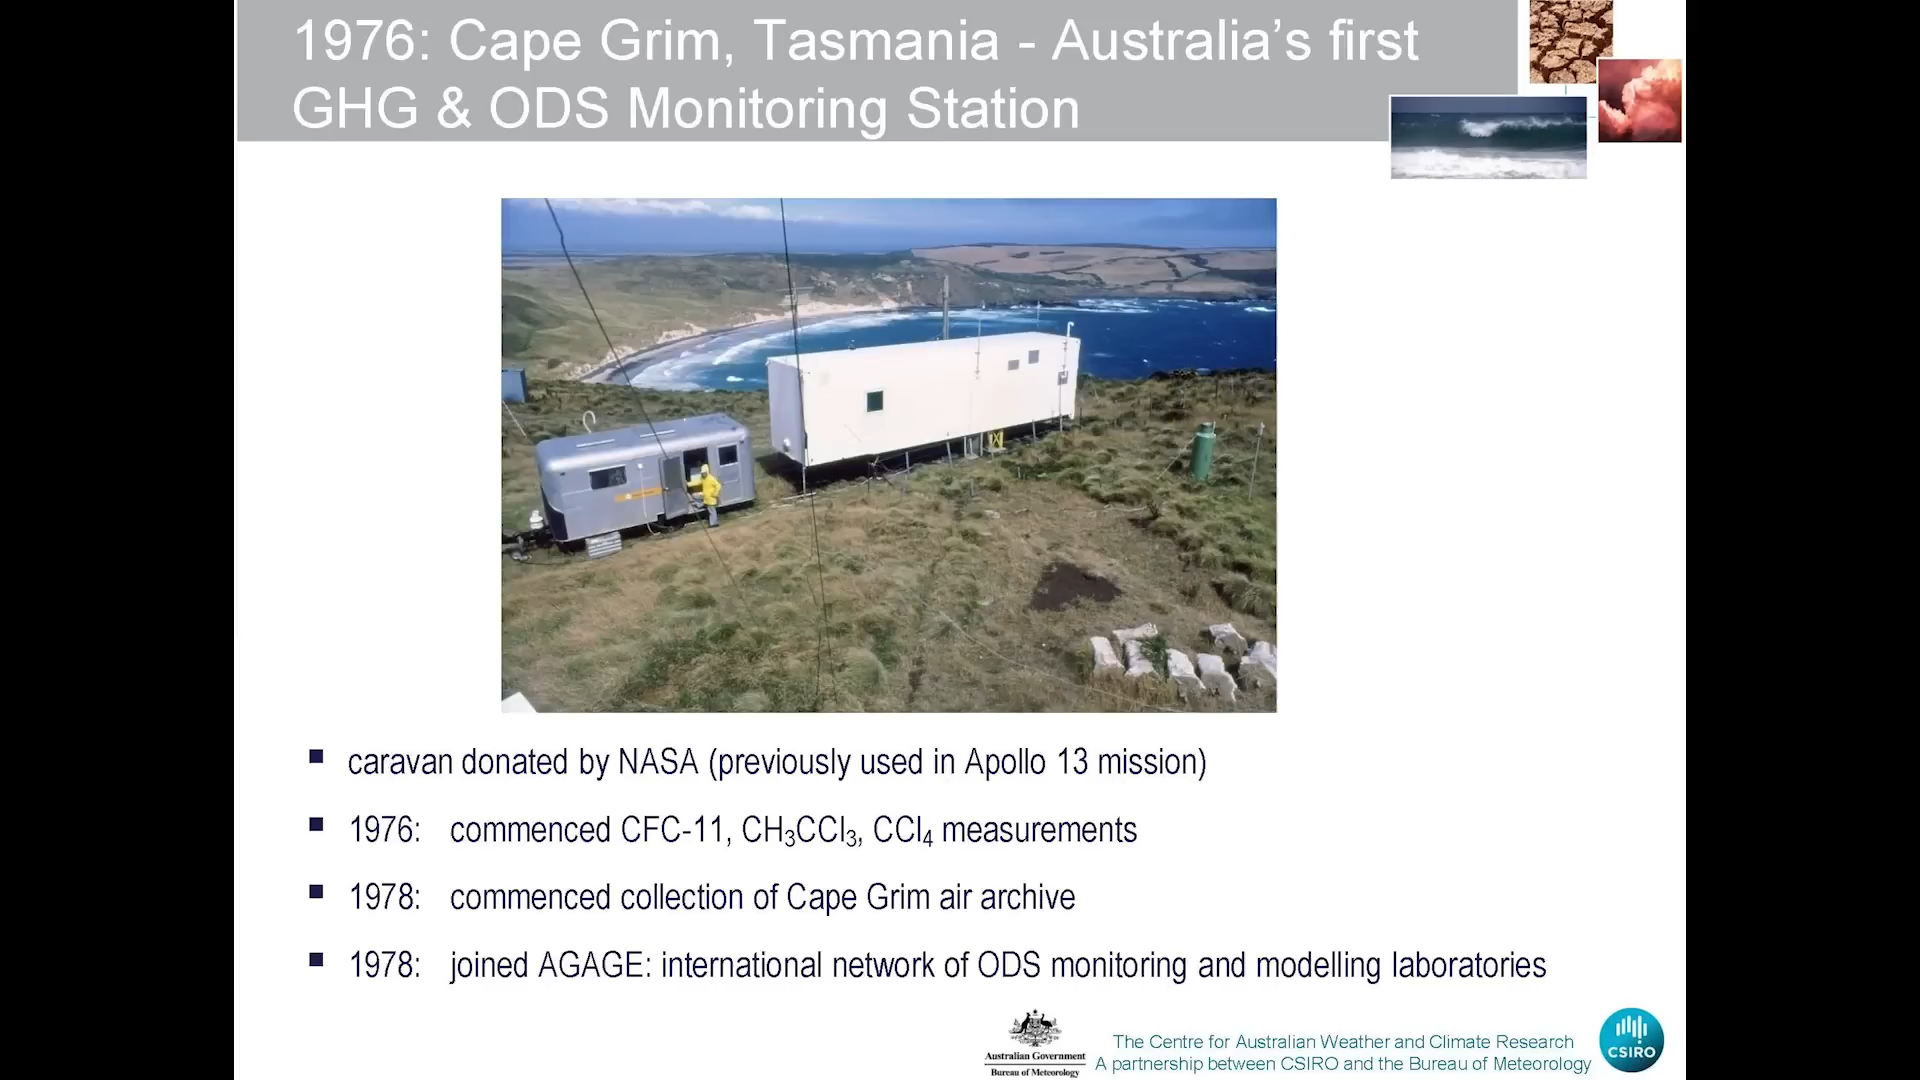 1976: Cape Grim, Tasmania - Australia’s first
GHG & ODS Monitoring Station
▪ caravan donated by NASA (previously used in Apollo 13 mission)
▪ 1976: commenced CFC-11, CH₃CCl₃, CCl₄ measurements
▪ 1978: commenced collection of Cape Grim air archive
▪ 1978: joined AGAGE: international network of ODS monitoring and modelling laboratories
Australian Government
Bureau of Meteorology
The Centre for Australian Weather and Climate Research
A partnership between CSIRO and the Bureau of Meteorology
CSIRO